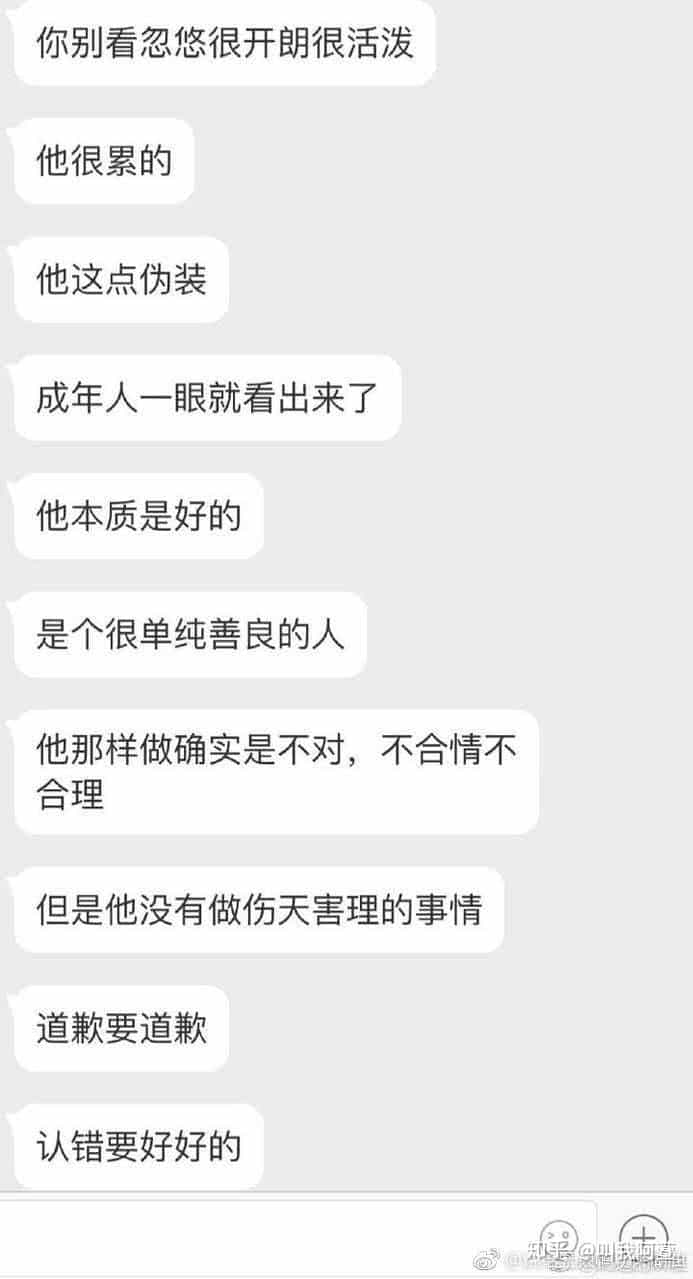 你别看忽悠很开朗很活泼
他很累的
他这点伪装
成年人一眼就看出来了
他本质是好的
是个很单纯善良的人
他那样做确实是不对，不合情不
合理
但是他没有做伤天害理的事情
道歉要道歉
认错要好好的
知乎 @叫我阿登